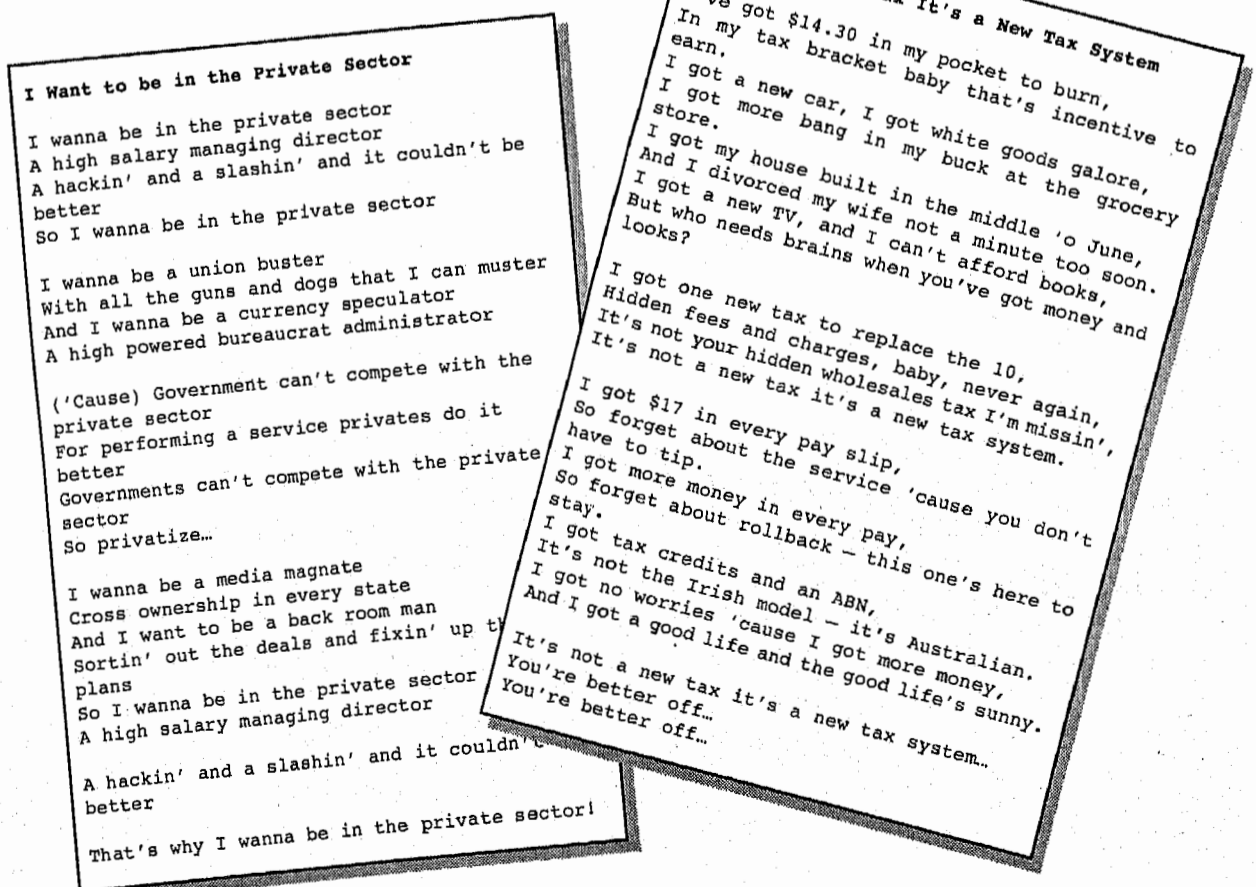 I Want to be in the Private Sector
I wanna be in the private sector
A high salary managing director
A hackin' and a slashin' and it couldn't be
better
So I wanna be in the private sector
I wanna be a union buster
With all the guns and dogs that I can muster
And I wanna be a currency speculator
A high powered bureaucrat administrator
('Cause) Government can't compete with the
private sector
For performing a service privates do it
better
Governments can't compete with the private
sector
So privatize…
I wanna be a media magnate
Cross ownership in every state
And I want to be a back room man
Sortin' out the deals and fixin' up
plans
So I wanna be in the private sector
A high salary managing director
A hackin' and a slashin' and it couldn't
better
That's why I wanna be in the private sector!
It's a New Tax System
got $14.30 in my pocket to burn,
In my tax bracket baby that's incentive to
earn.
I got a new car, I got white goods galore,
I got more bang in my buck at the grocery
store.
I got my house built in the middle 'o June,
And I divorced my wife not a minute too soon.
I got a new TV, and I can't afford books,
But who needs brains when you've got money and
looks?
I got one new tax to replace the 10,
Hidden fees and charges, baby, never again,
It's not your hidden wholesales tax I'm missin',
It's not a new tax it's a new tax system.
I got $17 in every pay slip,
So forget about the service 'cause you don't
have to tip.
I got more money in every pay,
So forget about rollback – this one's here to
stay.
I got tax credits and an ABN,
It's not the Irish model – it's Australian.
I got no worries 'cause I got more money,
And I got a good life and the good life's sunny.
It's not a new tax it's a new tax system…
You're better off…
You're better off…